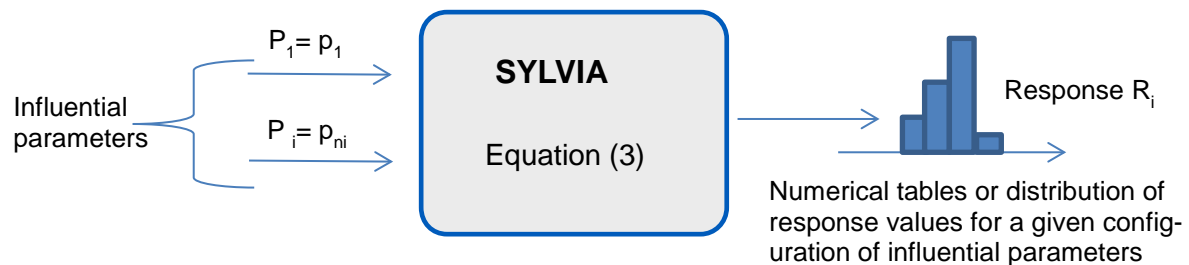 Influential
parameters
P₁= p₁
P ᵢ= pₙᵢ
SYLVIA
Equation (3)
Response Rᵢ
Numerical tables or distribution of
response values for a given config-
uration of influential parameters